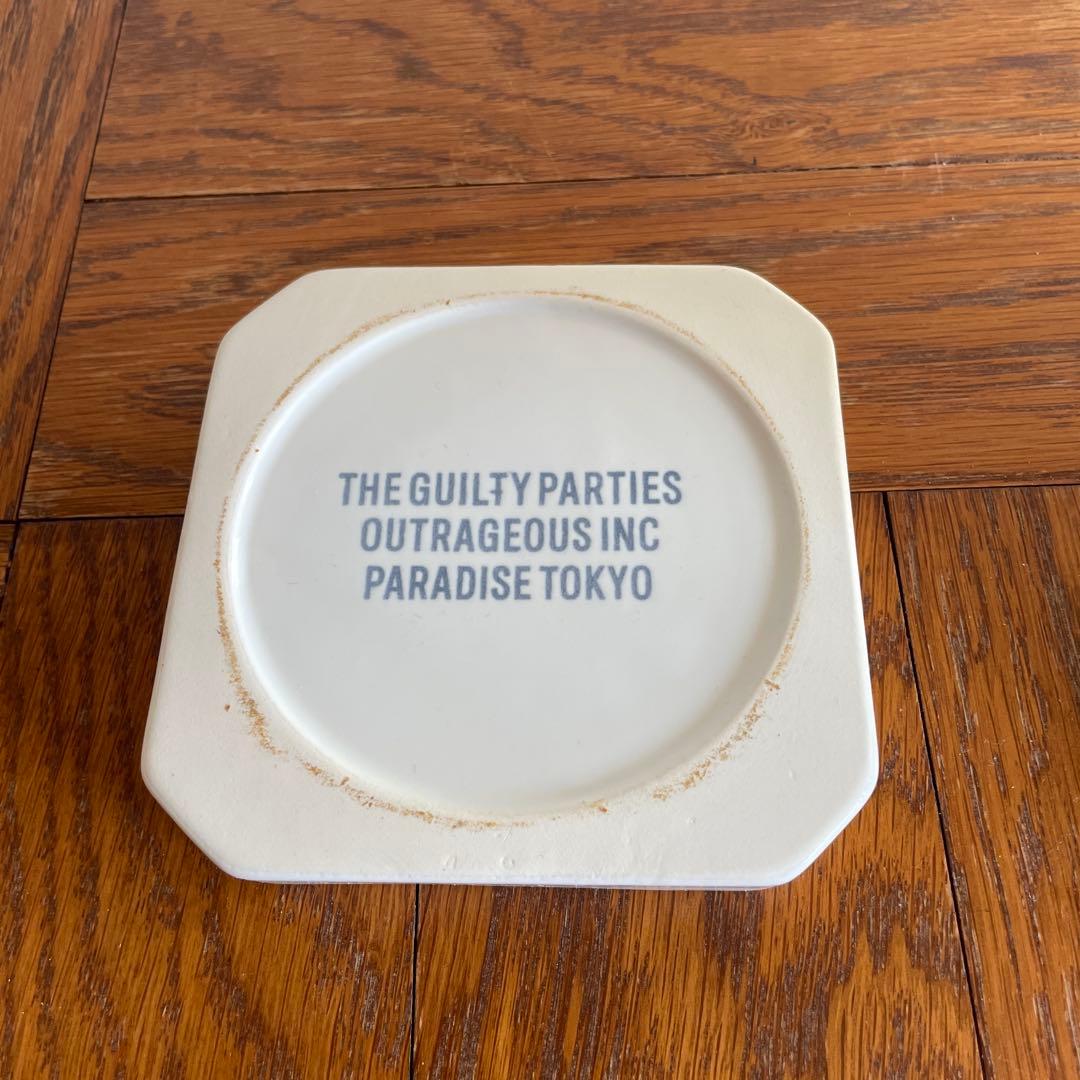 THE GUILTY PARTIES
OUTRAGEOUS INC
PARADISE TOKYO